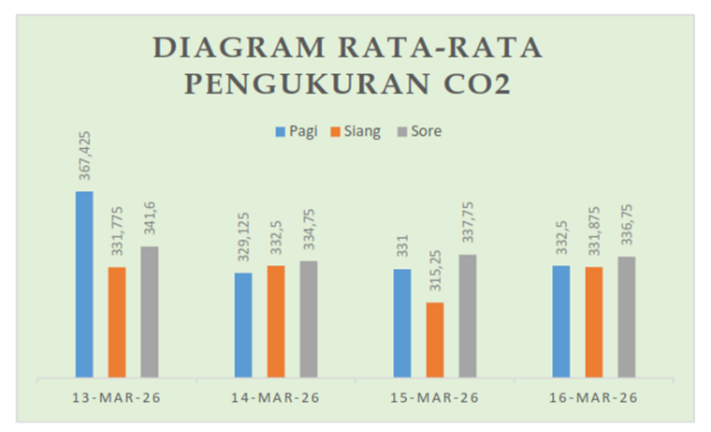 DIAGRAM RATA-RATA
PENGUKURAN CO2
Pagi Siang Sore
367,425 331,775 341,6 329,125 332,5 334,75 331 315,25 337,75 332,5 331,875 336,75
13-MAR-26 14-MAR-26 15-MAR-26 16-MAR-26